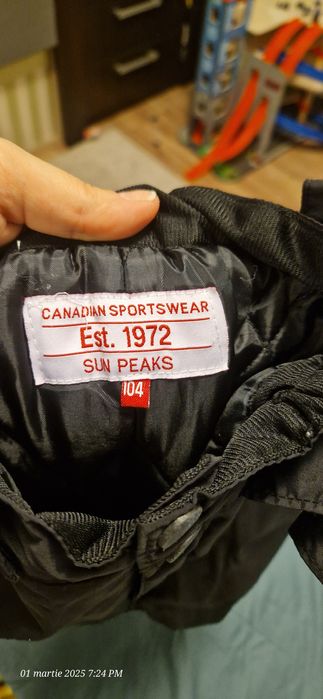 CANADIAN SPORTSWEAR
Est. 1972
SUN PEAKS
104
01 martie 2025 7:24 PM